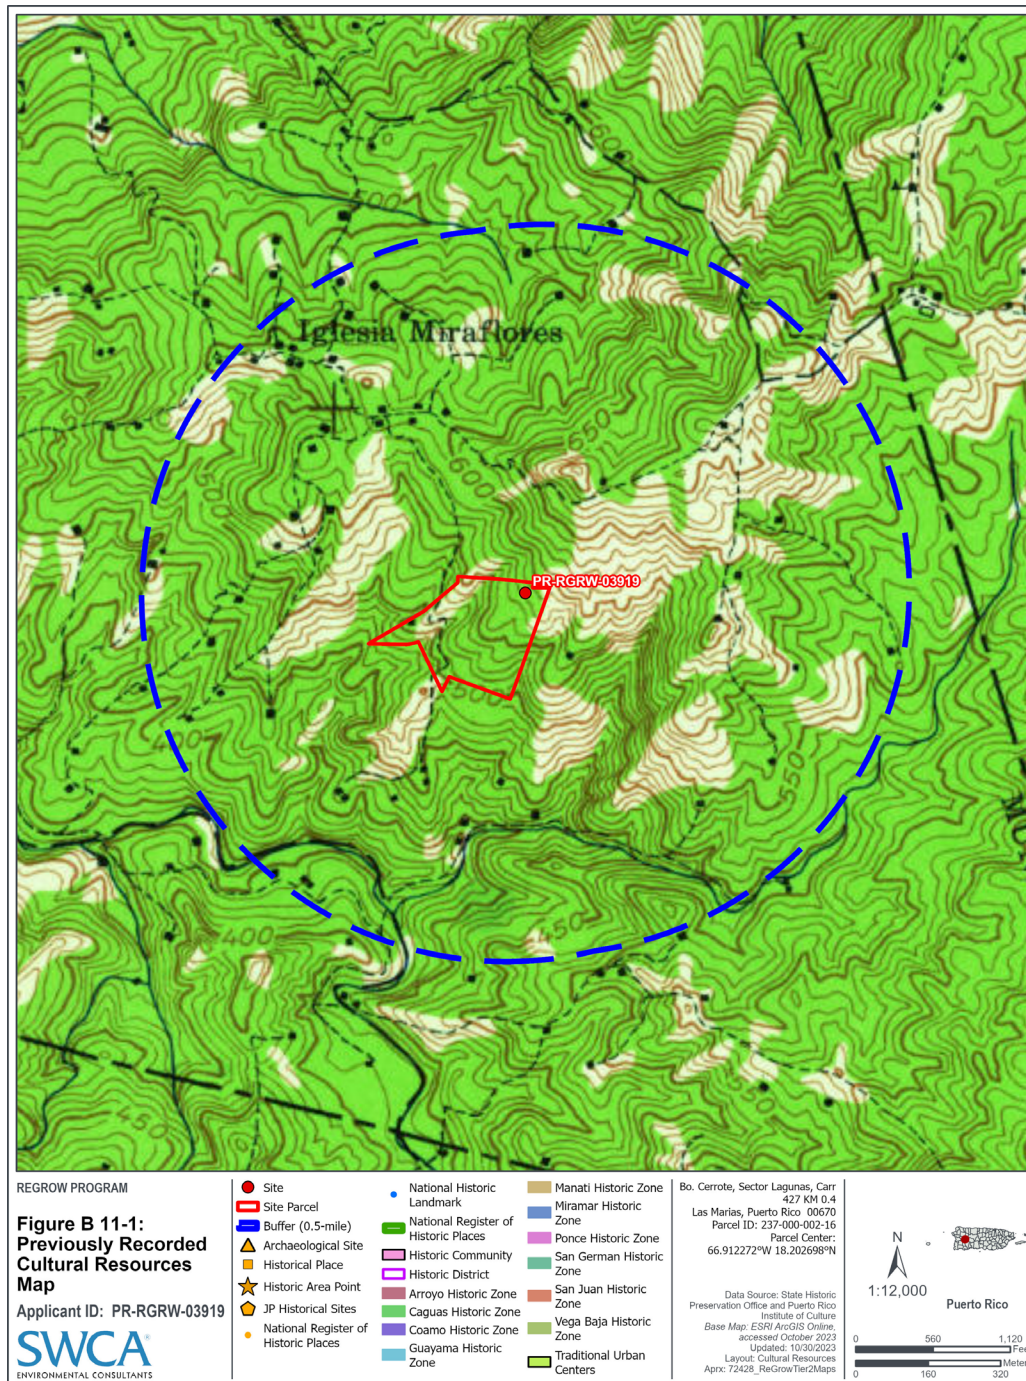 Iglesia Miraflores
600
500
650
600
700
600
PR-RGRW-03919
400
550
400
450
450
REGROW PROGRAM
Figure B 11-1:
Previously Recorded
Cultural Resources
Map
Applicant ID: PR-RGRW-03919
SWCA®
ENVIRONMENTAL CONSULTANTS
Site
Site Parcel
Buffer (0.5-mile)
Archaeological Site
Historical Place
Historic Area Point
JP Historical Sites
National Register of
Historic Places
National Historic
Landmark
National Register of
Historic Places
Historic Community
Historic District
Arroyo Historic Zone
Caguas Historic Zone
Coamo Historic Zone
Guayama Historic
Zone
Manati Historic Zone
Miramar Historic
Zone
Ponce Historic Zone
San German Historic
Zone
San Juan Historic
Zone
Vega Baja Historic
Zone
Traditional Urban
Centers
Bo. Cerrote, Sector Lagunas, Carr
427 KM 0.4
Las Marias, Puerto Rico 00670
Parcel ID: 237-000-002-16
Parcel Center:
66.912272°W 18.202698°N
Data Source: State Historic
Preservation Office and Puerto Rico
Institute of Culture
Base Map: ESRI ArcGIS Online,
accessed October 2023
Updated: 10/30/2023
Layout: Cultural Resources
Aprx: 72428_ReGrowTier2Maps
N
1:12,000
Puerto Rico
0 560 1,120
Feet
Meters
0 160 320